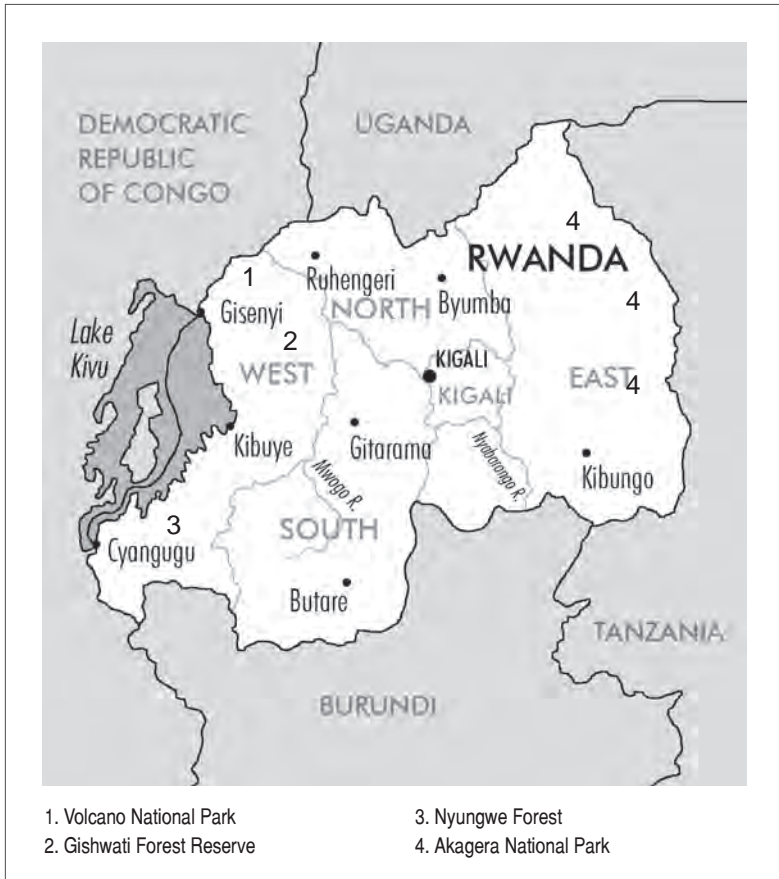 DEMOCRATIC
REPUBLIC
OF CONGO
UGANDA
4
RWANDA
1
Ruhengeri
NORTH
Byumba
4
Gisenyi
Lake
Kivu
2
WEST
KIGALI
KIGALI
EAST
4
Kibuye
Gitarama
Mwogo R.
Nyabarongo R.
Kibungo
3
Cyangugu
SOUTH
Butare
TANZANIA
BURUNDI
1. Volcano National Park
2. Gishwati Forest Reserve
3. Nyungwe Forest
4. Akagera National Park